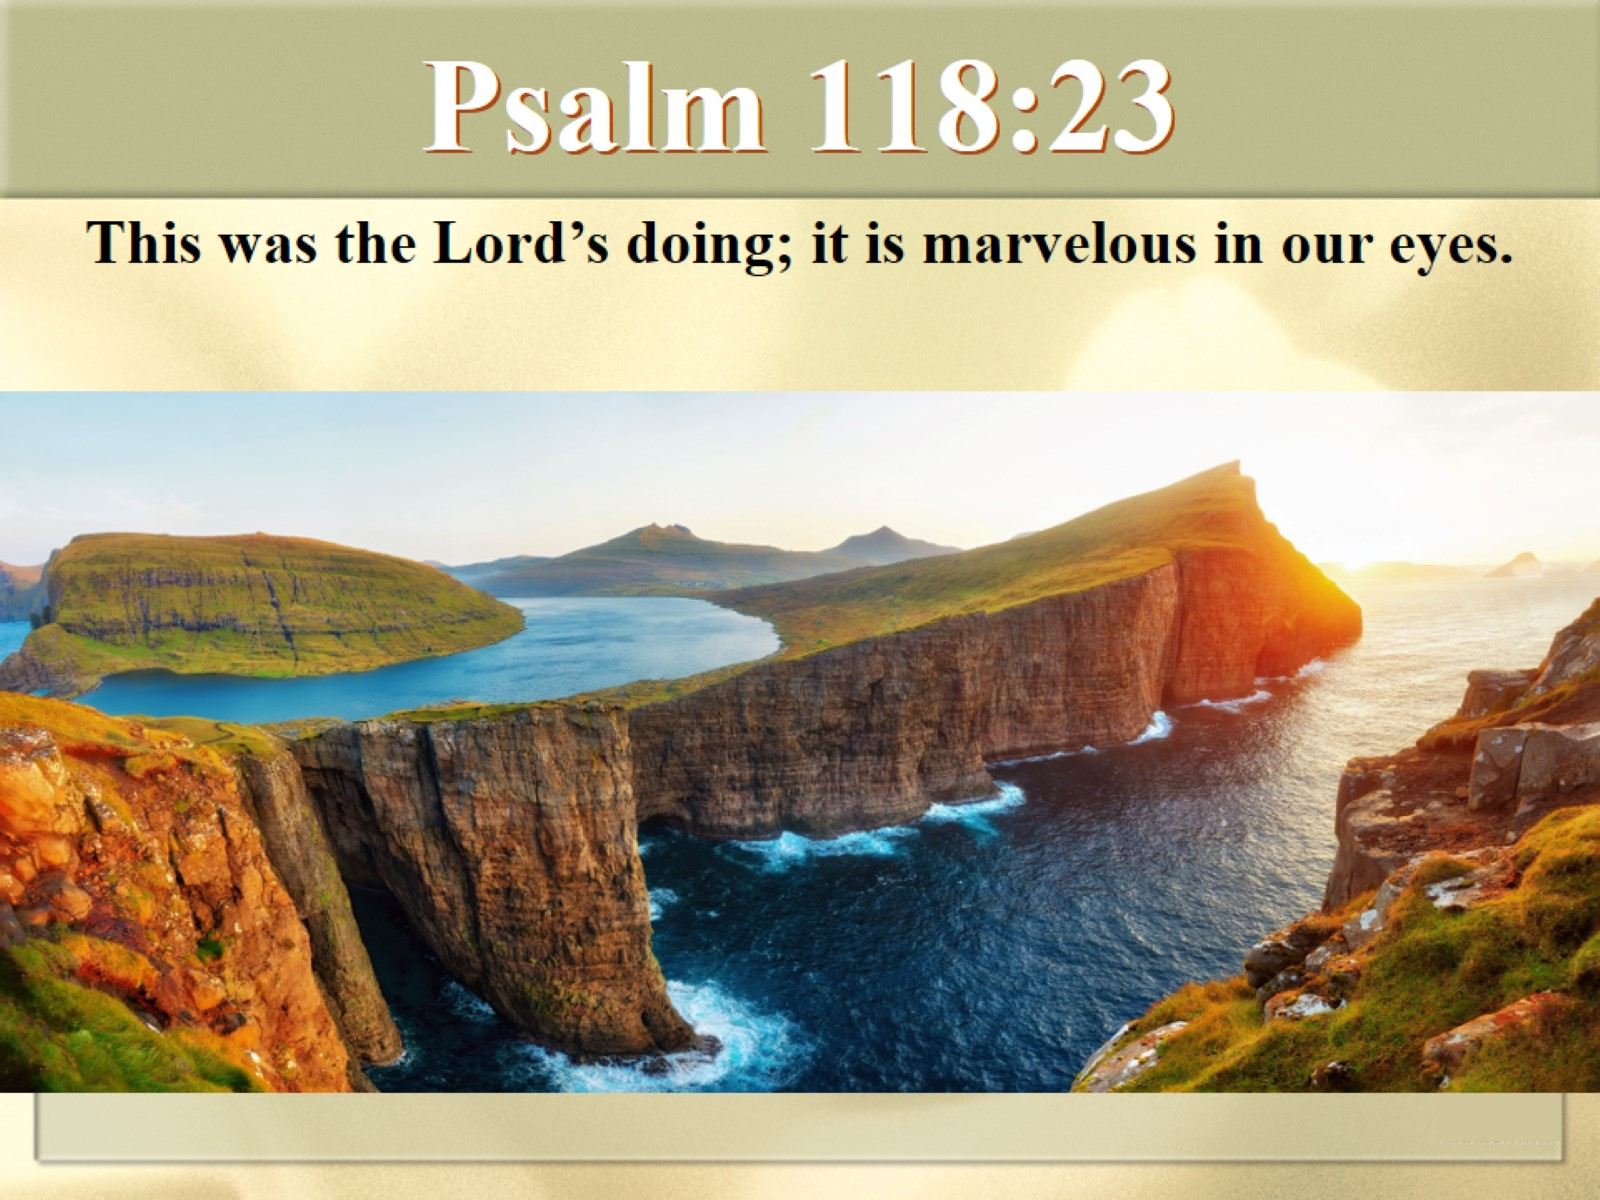 Psalm 118:23
This was the Lord’s doing; it is marvelous in our eyes.